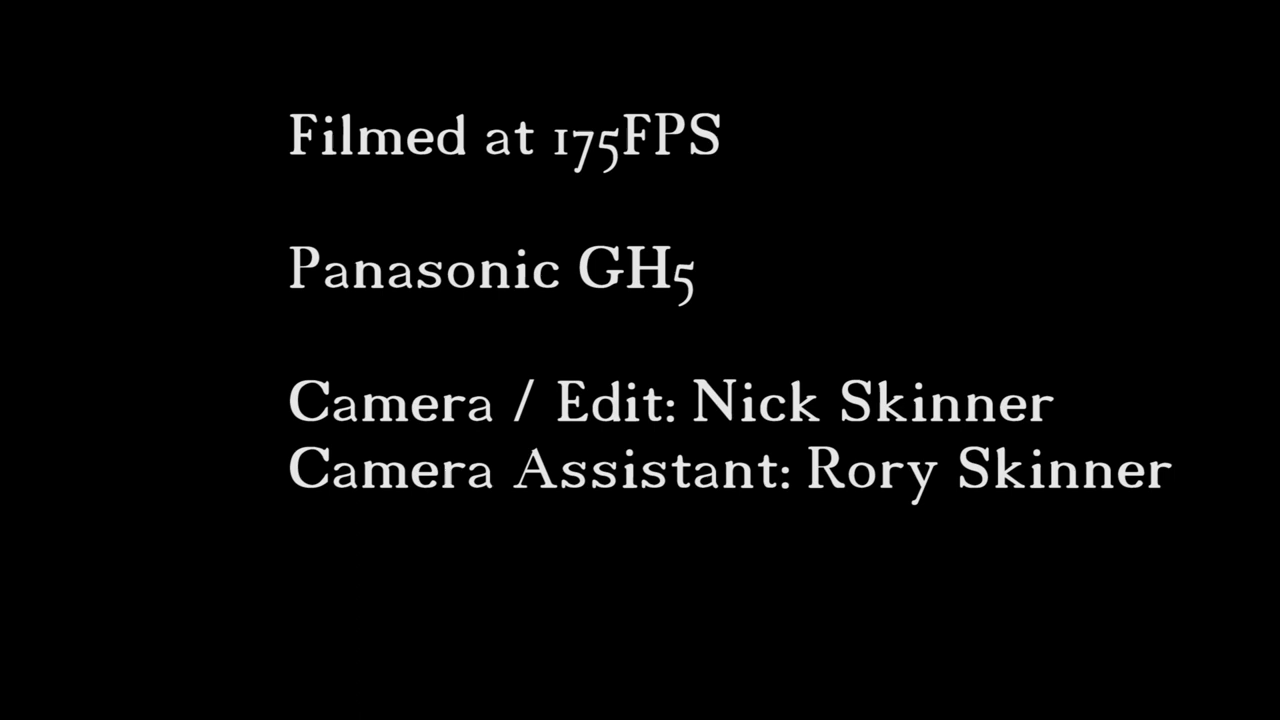 Filmed at 175FPS
Panasonic GH5
Camera / Edit: Nick Skinner
Camera Assistant: Rory Skinner